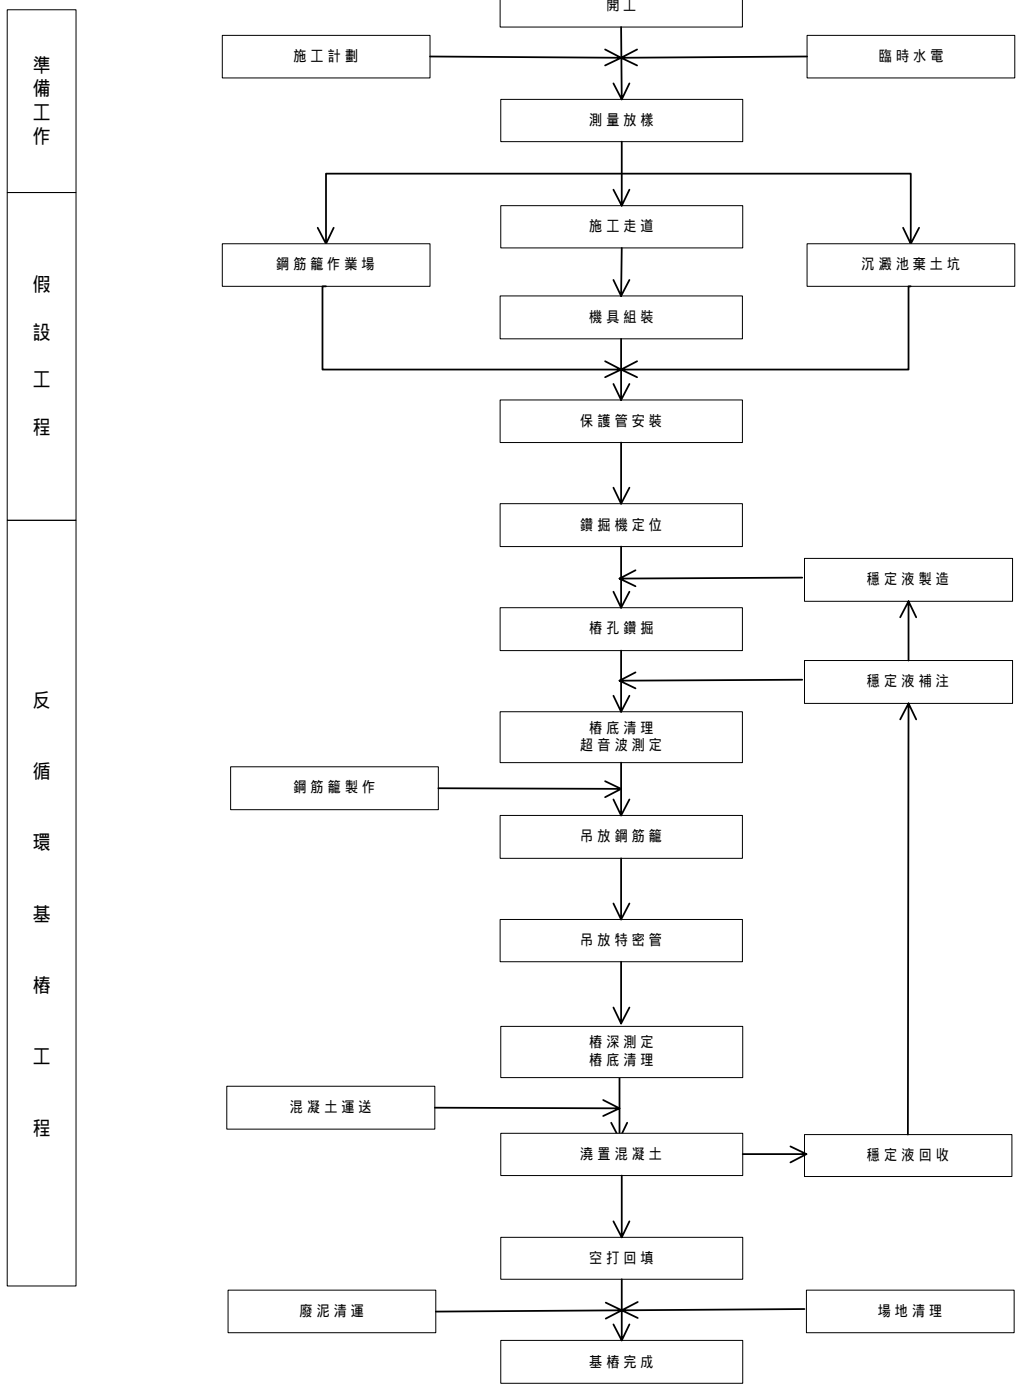 開工
準備工作
施工計劃
臨時水電
測量放樣
假設工程
施工走道
鋼筋籠作業場
沉澱池棄土坑
機具組裝
保護管安裝
鑽掘機定位
反循環基樁工程
穩定液製造
樁孔鑽掘
穩定液補注
樁底清理
超音波測定
鋼筋籠製作
吊放鋼筋籠
吊放特密管
樁深測定
樁底清理
混凝土運送
澆置混凝土
穩定液回收
空打回填
廢泥清運
場地清理
基樁完成